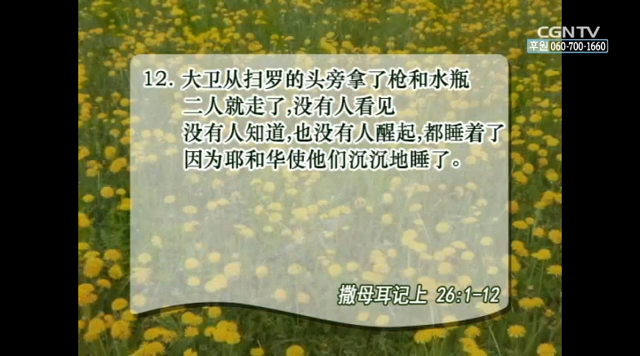 CGNTV
후원 060-700-1660
12. 大卫从扫罗的头旁拿了枪和水瓶
二人就走了,没有人看见
没有人知道,也没有人醒起,都睡着了
因为耶和华使他们沉沉地睡了。
撒母耳记上 26:1-12